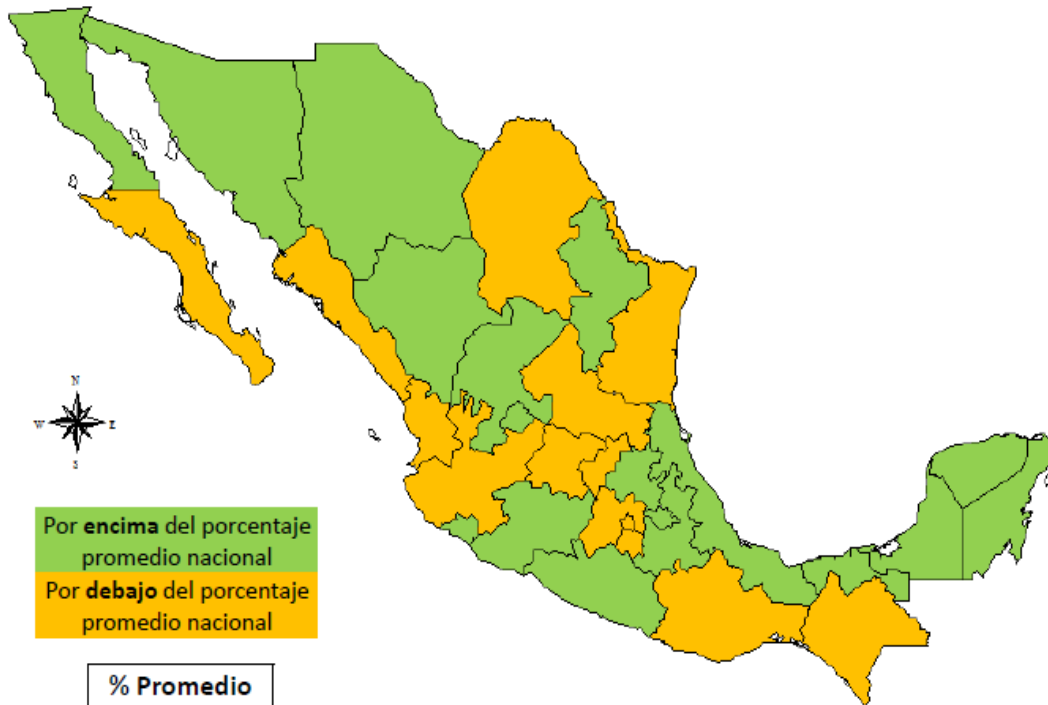 N
W E
S
Por encima del porcentaje
promedio nacional
Por debajo del porcentaje
promedio nacional
% Promedio